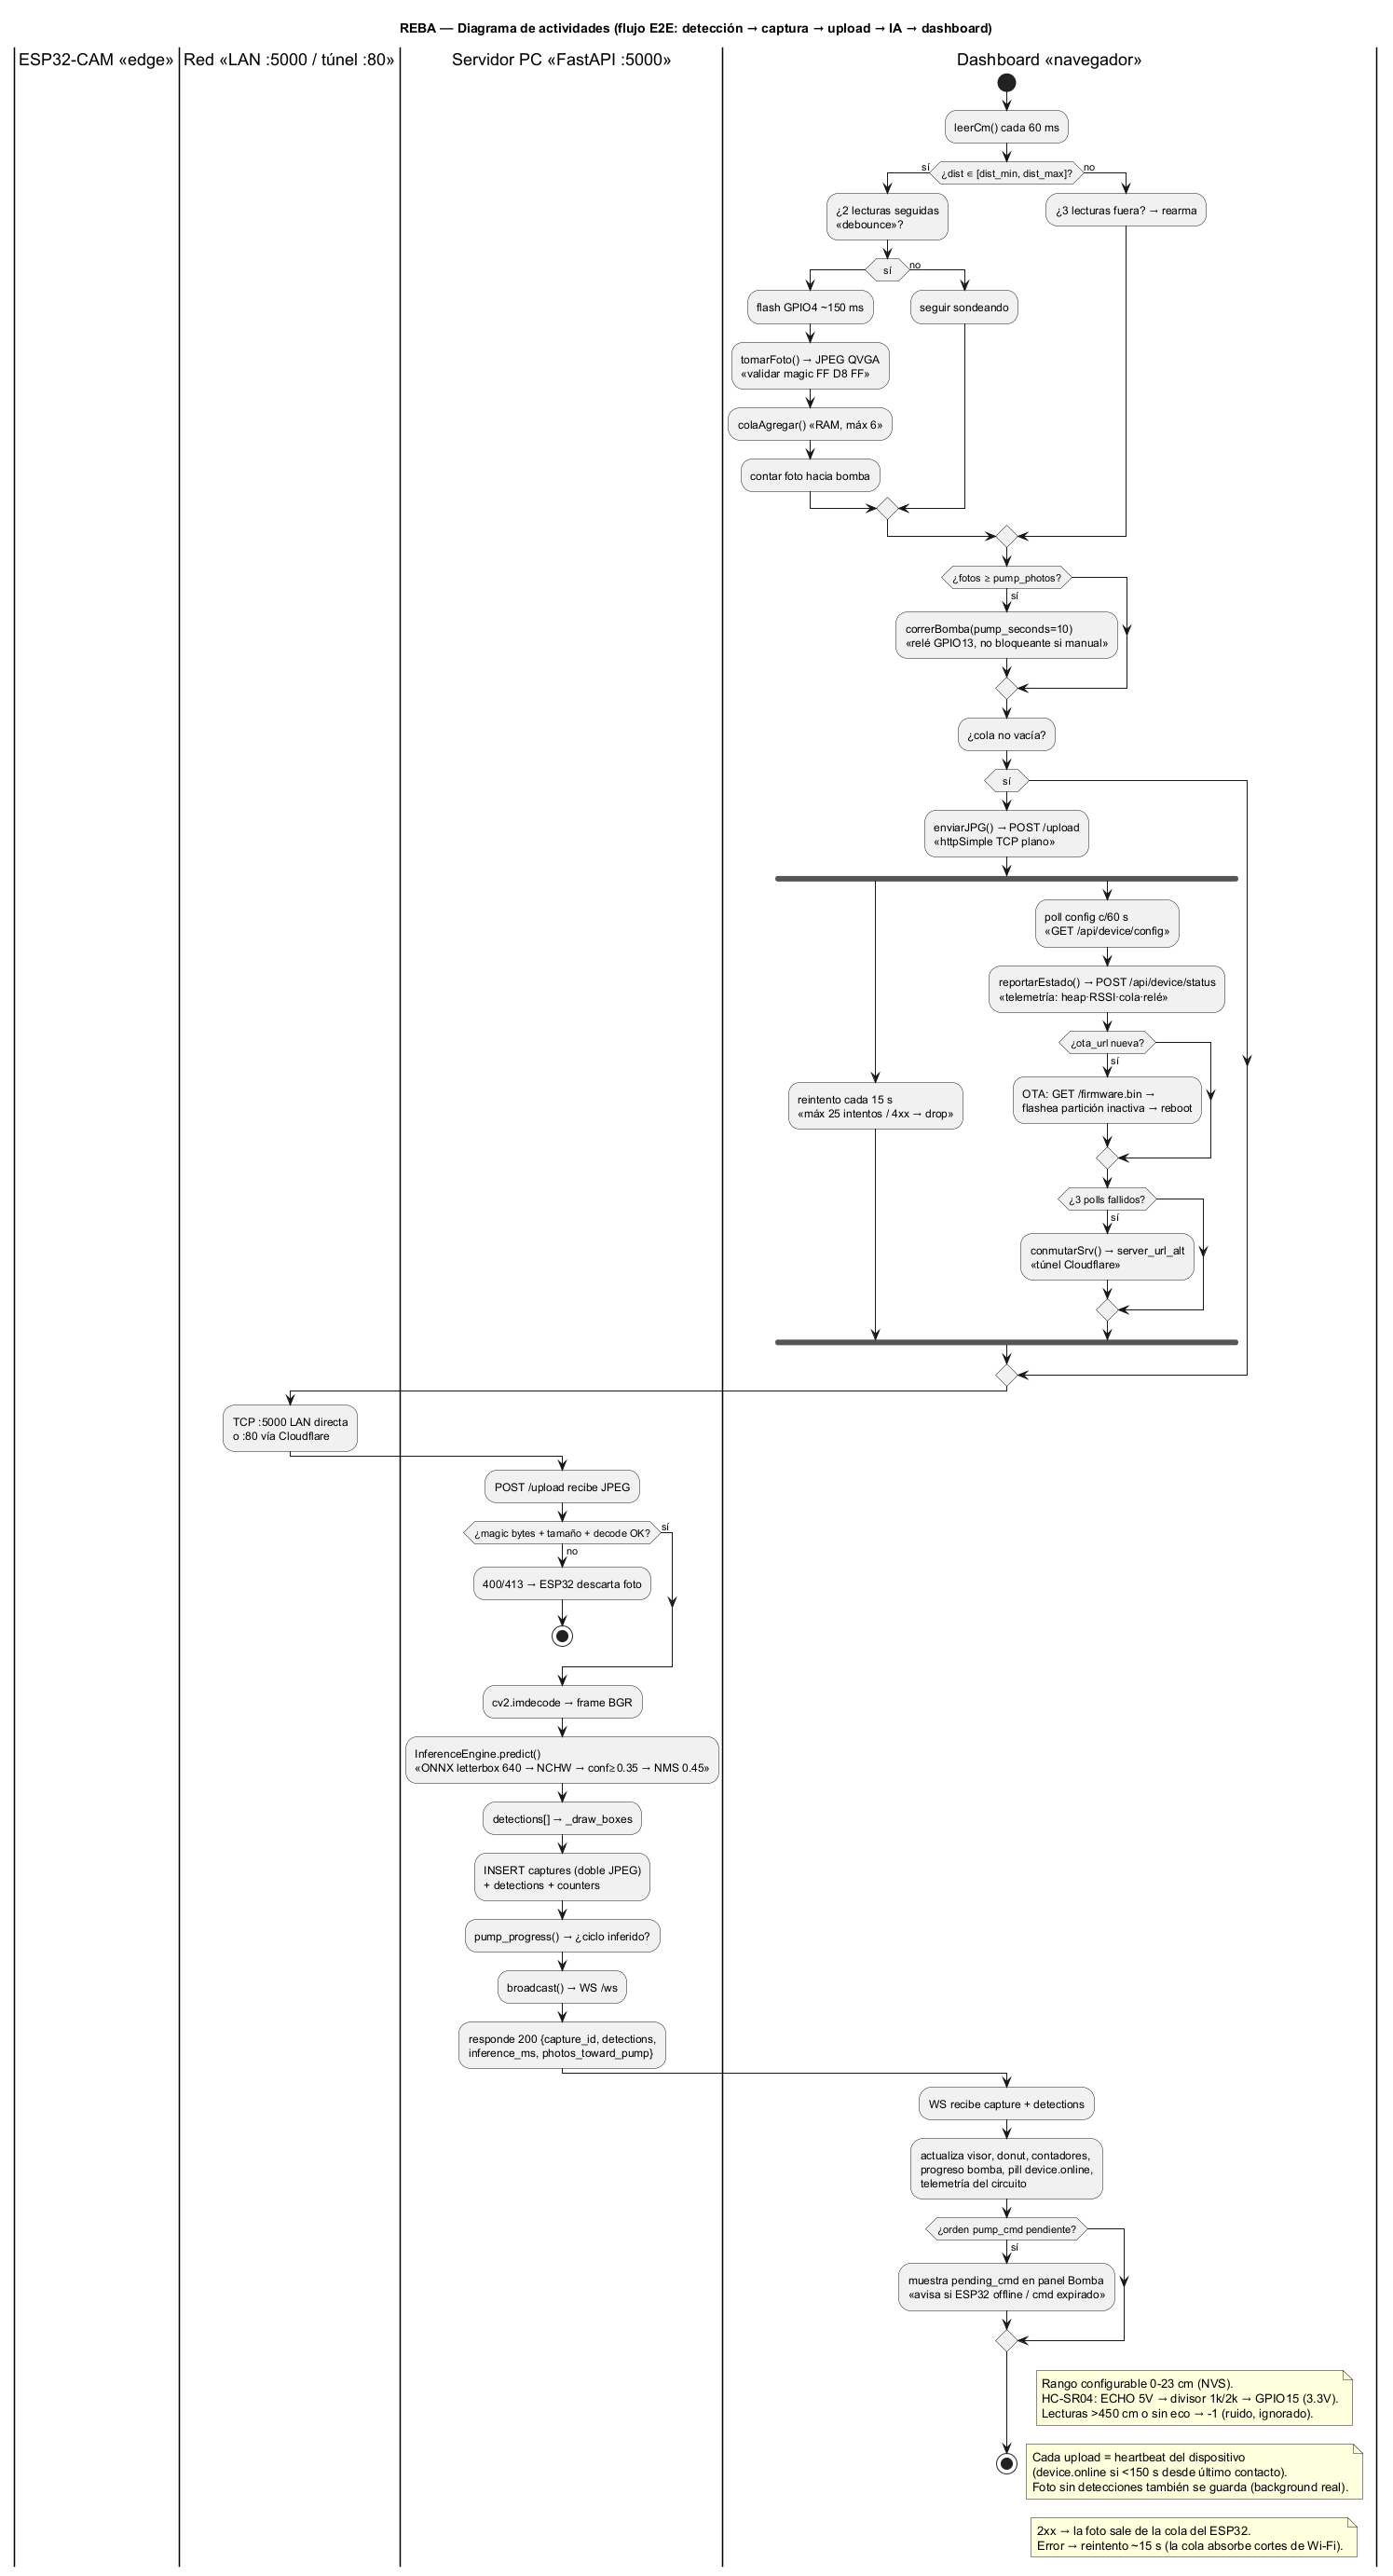 REBA — Diagrama de actividades (flujo E2E: detección → captura → upload → IA → dashboard)
ESP32-CAM «edge»
Red «LAN :5000 / túnel :80»
Servidor PC «FastAPI :5000»
Dashboard «navegador»
leerCm() cada 60 ms
sí
¿dist ∈ [dist_min, dist_max]?
no
¿2 lecturas seguidas
«debounce»?
¿3 lecturas fuera? → rearma
sí
no
flash GPIO4 ~150 ms
seguir sondeando
tomarFoto() → JPEG QVGA
«validar magic FF D8 FF»
colaAgregar() «RAM, máx 6»
contar foto hacia bomba
¿fotos ≥ pump_photos?
sí
correrBomba(pump_seconds=10)
«relé GPIO13, no bloqueante si manual»
¿cola no vacía?
sí
enviarJPG() → POST /upload
«httpSimple TCP plano»
poll config c/60 s
«GET /api/device/config»
reportarEstado() → POST /api/device/status
«telemetría: heap·RSSI·cola·relé»
¿ota_url nueva?
sí
reintento cada 15 s
«máx 25 intentos / 4xx → drop»
OTA: GET /firmware.bin →
flashea partición inactiva → reboot
¿3 polls fallidos?
sí
conmutarSrv() → server_url_alt
«túnel Cloudflare»
TCP :5000 LAN directa
o :80 vía Cloudflare
POST /upload recibe JPEG
¿magic bytes + tamaño + decode OK?
sí
no
400/413 → ESP32 descarta foto
cv2.imdecode → frame BGR
InferenceEngine.predict()
«ONNX letterbox 640 → NCHW → conf≥0.35 → NMS 0.45»
detections[] → _draw_boxes
INSERT captures (doble JPEG)
+ detections + counters
pump_progress() → ¿ciclo inferido?
broadcast() → WS /ws
responde 200 {capture_id, detections,
inference_ms, photos_toward_pump}
WS recibe capture + detections
actualiza visor, donut, contadores,
progreso bomba, pill device.online,
telemetría del circuito
¿orden pump_cmd pendiente?
sí
muestra pending_cmd en panel Bomba
«avisa si ESP32 offline / cmd expirado»
Rango configurable 0-23 cm (NVS).
HC-SR04: ECHO 5V → divisor 1k/2k → GPIO15 (3.3V).
Lecturas >450 cm o sin eco → -1 (ruido, ignorado).
Cada upload = heartbeat del dispositivo
(device.online si <150 s desde último contacto).
Foto sin detecciones también se guarda (background real).
2xx → la foto sale de la cola del ESP32.
Error → reintento ~15 s (la cola absorbe cortes de Wi-Fi).